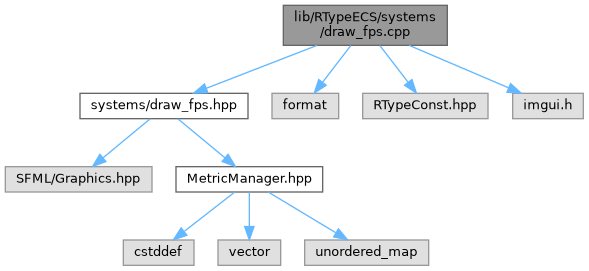 lib/RTypeECS/systems
/draw_fps.cpp
systems/draw_fps.hpp
format
RTypeConst.hpp
imgui.h
SFML/Graphics.hpp
MetricManager.hpp
cstddef
vector
unordered_map